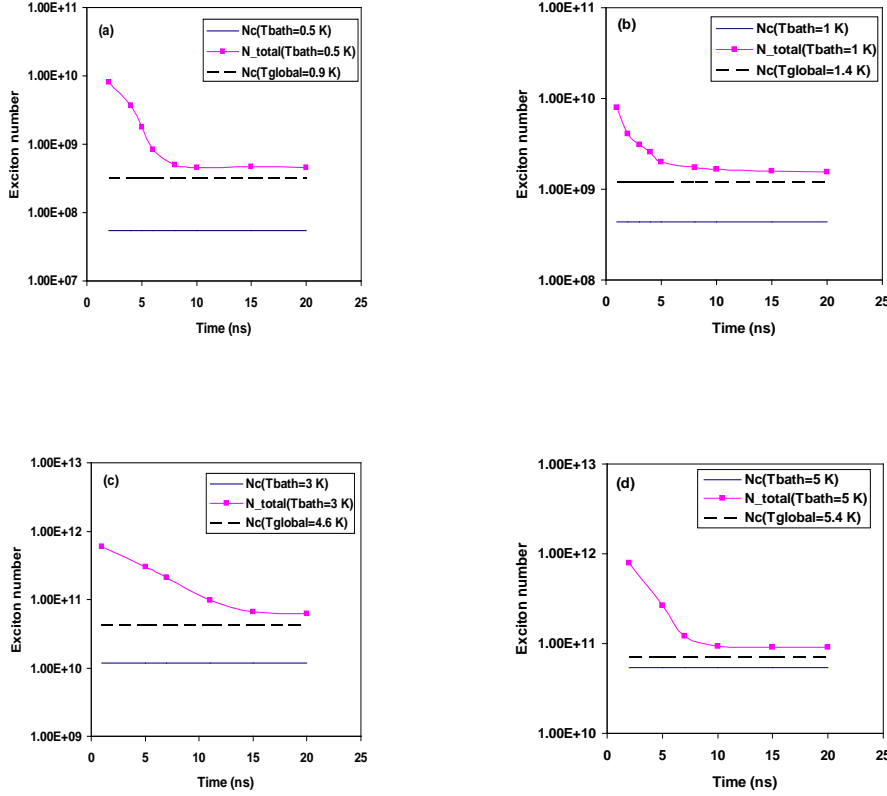 1.00E+11
(a)
Nc(Tbath=0.5 K)
N_total(Tbath=0.5 K)
Nc(Tglobal=0.9 K)
1.00E+10
1.00E+09
1.00E+08
1.00E+07
Exciton number
0 5 10 15 20 25
Time (ns)
1.00E+11
(b)
Nc(Tbath=1 K)
N_total(Tbath=1 K)
Nc(Tglobal=1.4 K)
1.00E+10
1.00E+09
1.00E+08
Exciton number
0 5 10 15 20 25
Time (ns)
1.00E+13
(c)
Nc(Tbath=3 K)
N_total(Tbath=3 K)
Nc(Tglobal=4.6 K)
1.00E+12
1.00E+11
1.00E+10
1.00E+09
Exciton number
0 5 10 15 20 25
Time (ns)
1.00E+13
(d)
Nc(Tbath=5 K)
N_total(Tbath=5 K)
Nc(Tglobal=5.4 K)
1.00E+12
1.00E+11
1.00E+10
Exciton number
0 5 10 15 20 25
Time (ns)